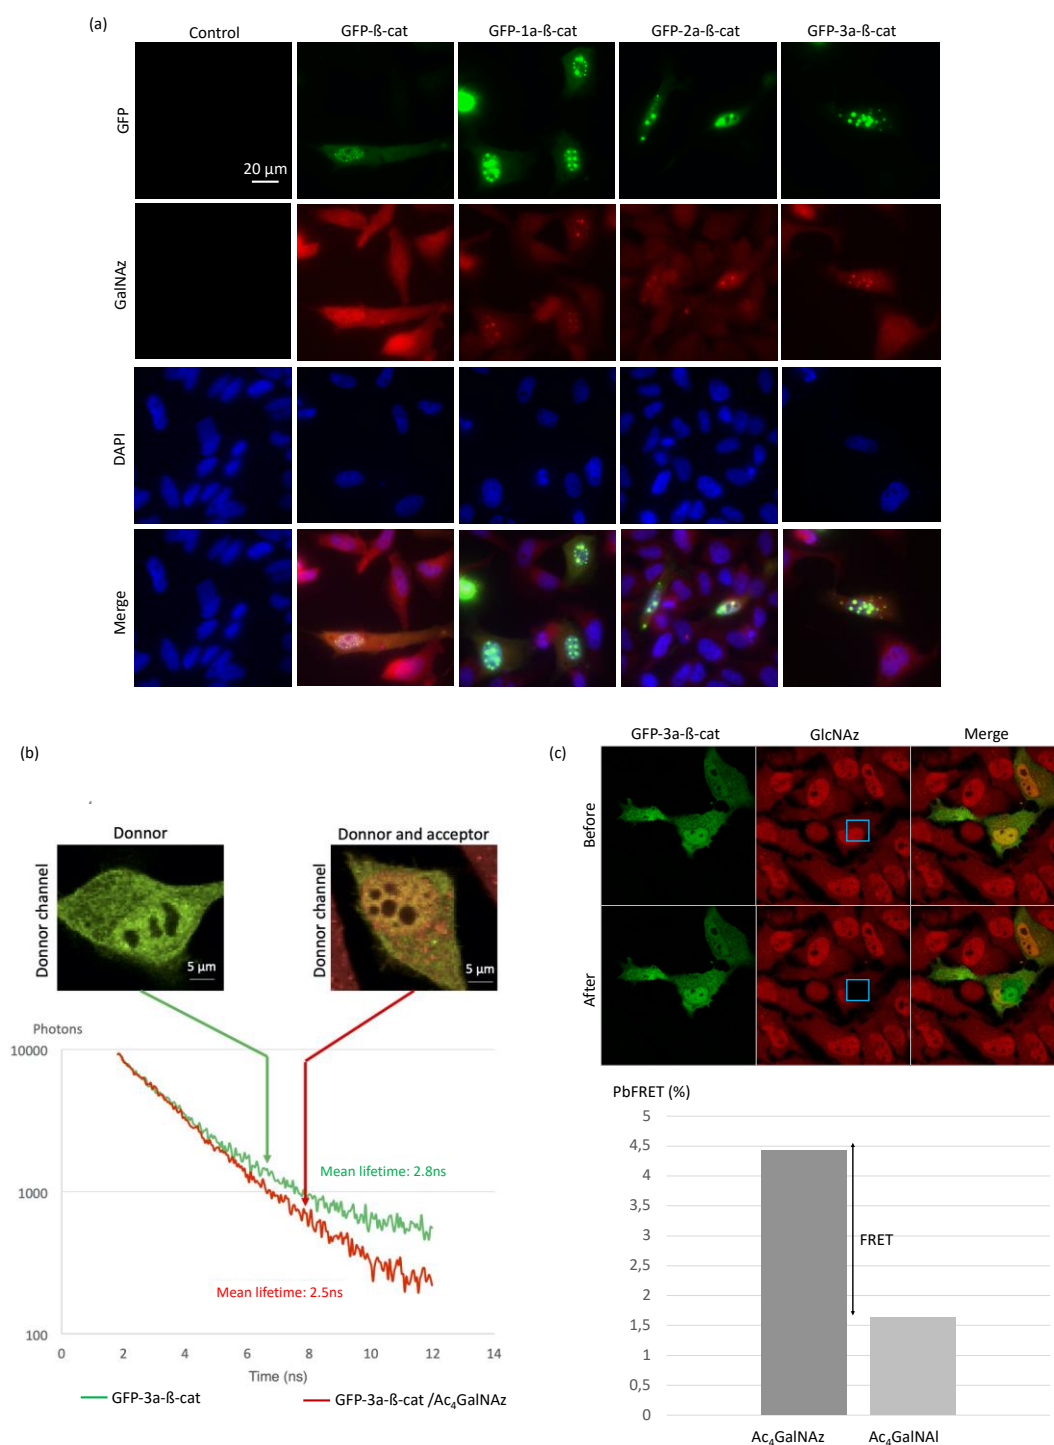 (a)
Control
GFP-ß-cat
GFP-1a-ß-cat
GFP-2a-ß-cat
GFP-3a-ß-cat
GFP
20 µm
GalNAz
DAPI
Merge
(b)
Donnor
Donnor and acceptor
Donnor channel
5 µm
Donnor channel
5 µm
Photons
10000
1000
100
Mean lifetime: 2.8ns
Mean lifetime: 2.5ns
0 2 4 6 8 10 12 14
Time (ns)
GFP-3a-ß-cat
GFP-3a-ß-cat /Ac₄GalNAz
(c)
GFP-3a-ß-cat
GlcNAz
Merge
Before
After
PbFRET (%)
5
4,5
4
3,5
3
2,5
2
1,5
1
0,5
0
FRET
Ac₄GalNAz
Ac₄GalNAl